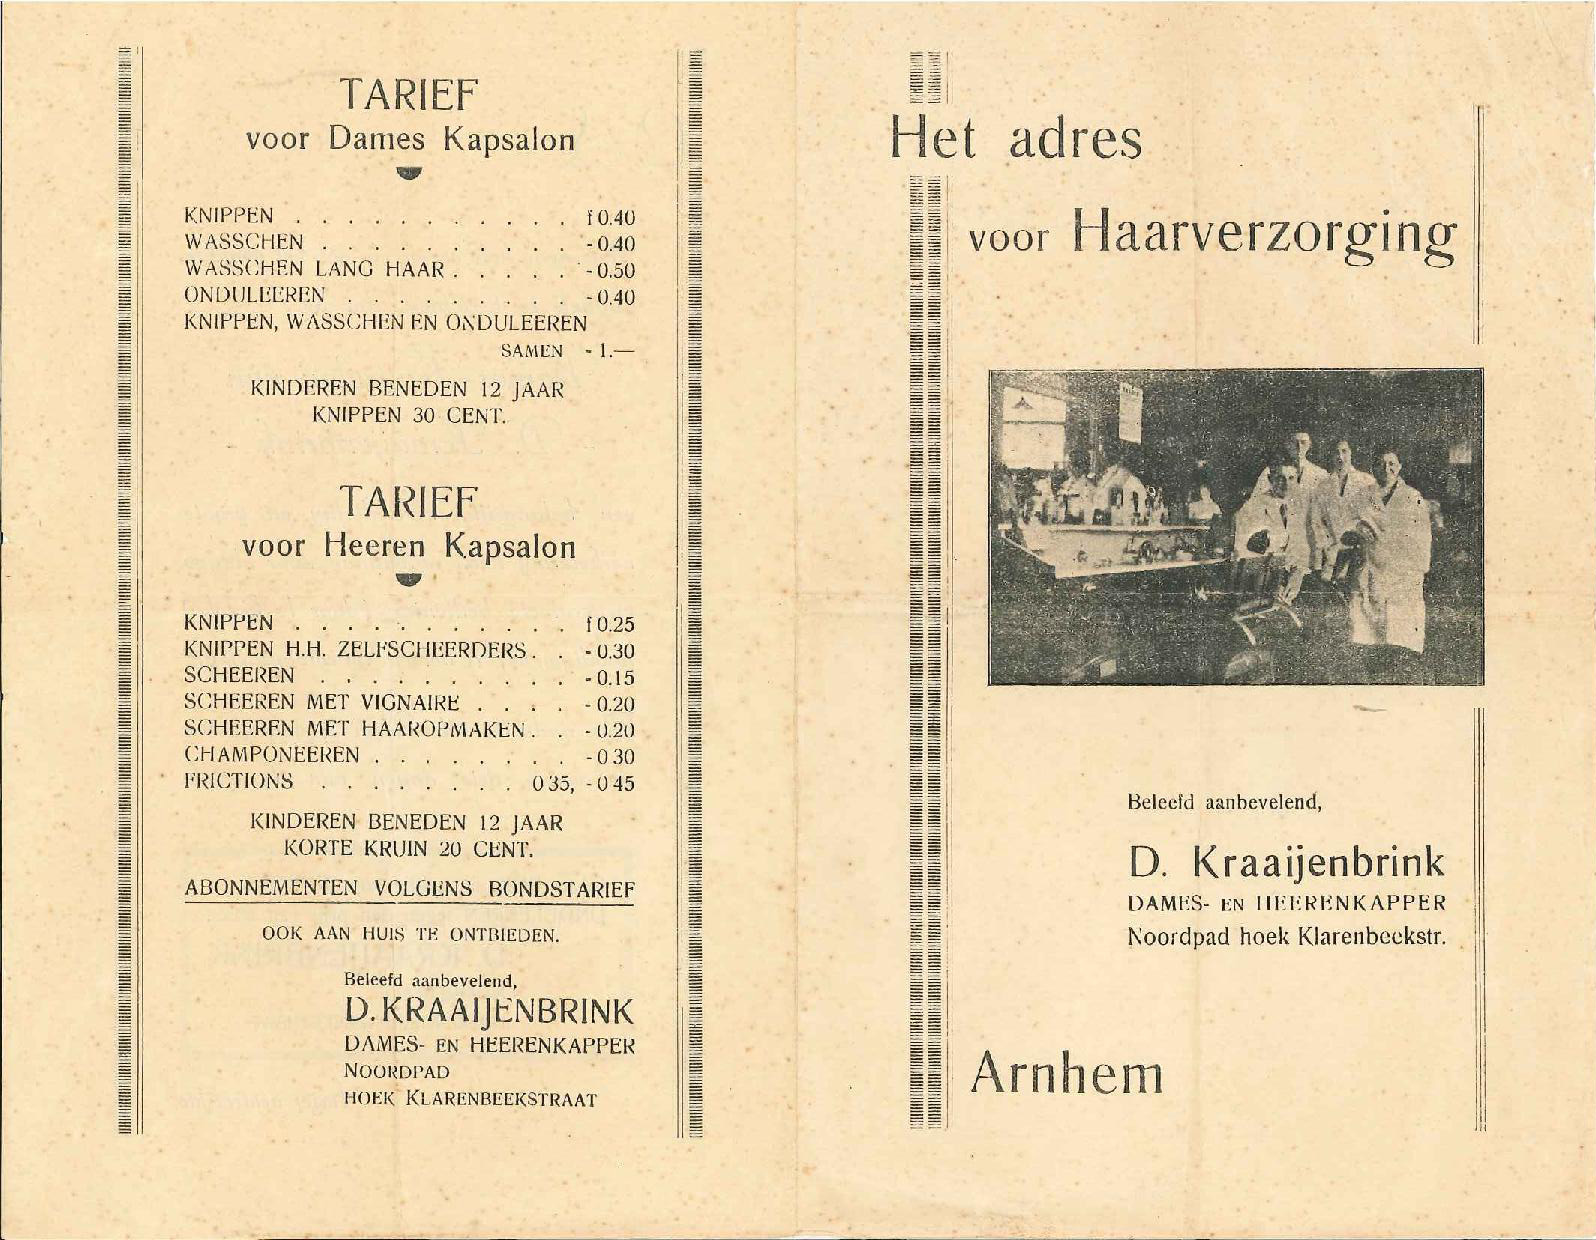 TARIEF
voor Dames Kapsalon
KNIPPEN . . . . . . . . . . . f 0.40
WASSCHEN . . . . . . . . . . - 0.40
WASSCHEN LANG HAAR . . . . . - 0.50
ONDULEEREN . . . . . . . . . - 0.40
KNIPPEN, WASSCHEN EN ONDULEEREN
SAMEN - 1.—
KINDEREN BENEDEN 12 JAAR
KNIPPEN 30 CENT.
TARIEF
voor Heeren Kapsalon
KNIPPEN . . . . . . . . . . . f 0.25
KNIPPEN H.H. ZELFSCHEERDERS . . - 0.30
SCHEEREN . . . . . . . . . . - 0.15
SCHEEREN MET VIGNAIRE . . . . - 0.20
SCHEEREN MET HAAROPMAKEN . . - 0.20
CHAMPONEEREN . . . . . . . . - 0 30
FRICTIONS . . . . . . . . 0 35, - 0 45
KINDEREN BENEDEN 12 JAAR
KORTE KRUIN 20 CENT.
ABONNEMENTEN VOLGENS BONDSTARIEF
OOK AAN HUIS TE ONTBIEDEN.
Beleefd aanbevelend,
D. KRAAIJENBRINK
DAMES- EN HEERENKAPPER
NOORDPAD
HOEK KLARENBEEKSTRAAT
Het adres
voor Haarverzorging
Beleefd aanbevelend,
D. Kraaijenbrink
DAMES- EN HEERENKAPPER
Noordpad hoek Klarenbeekstr.
Arnhem